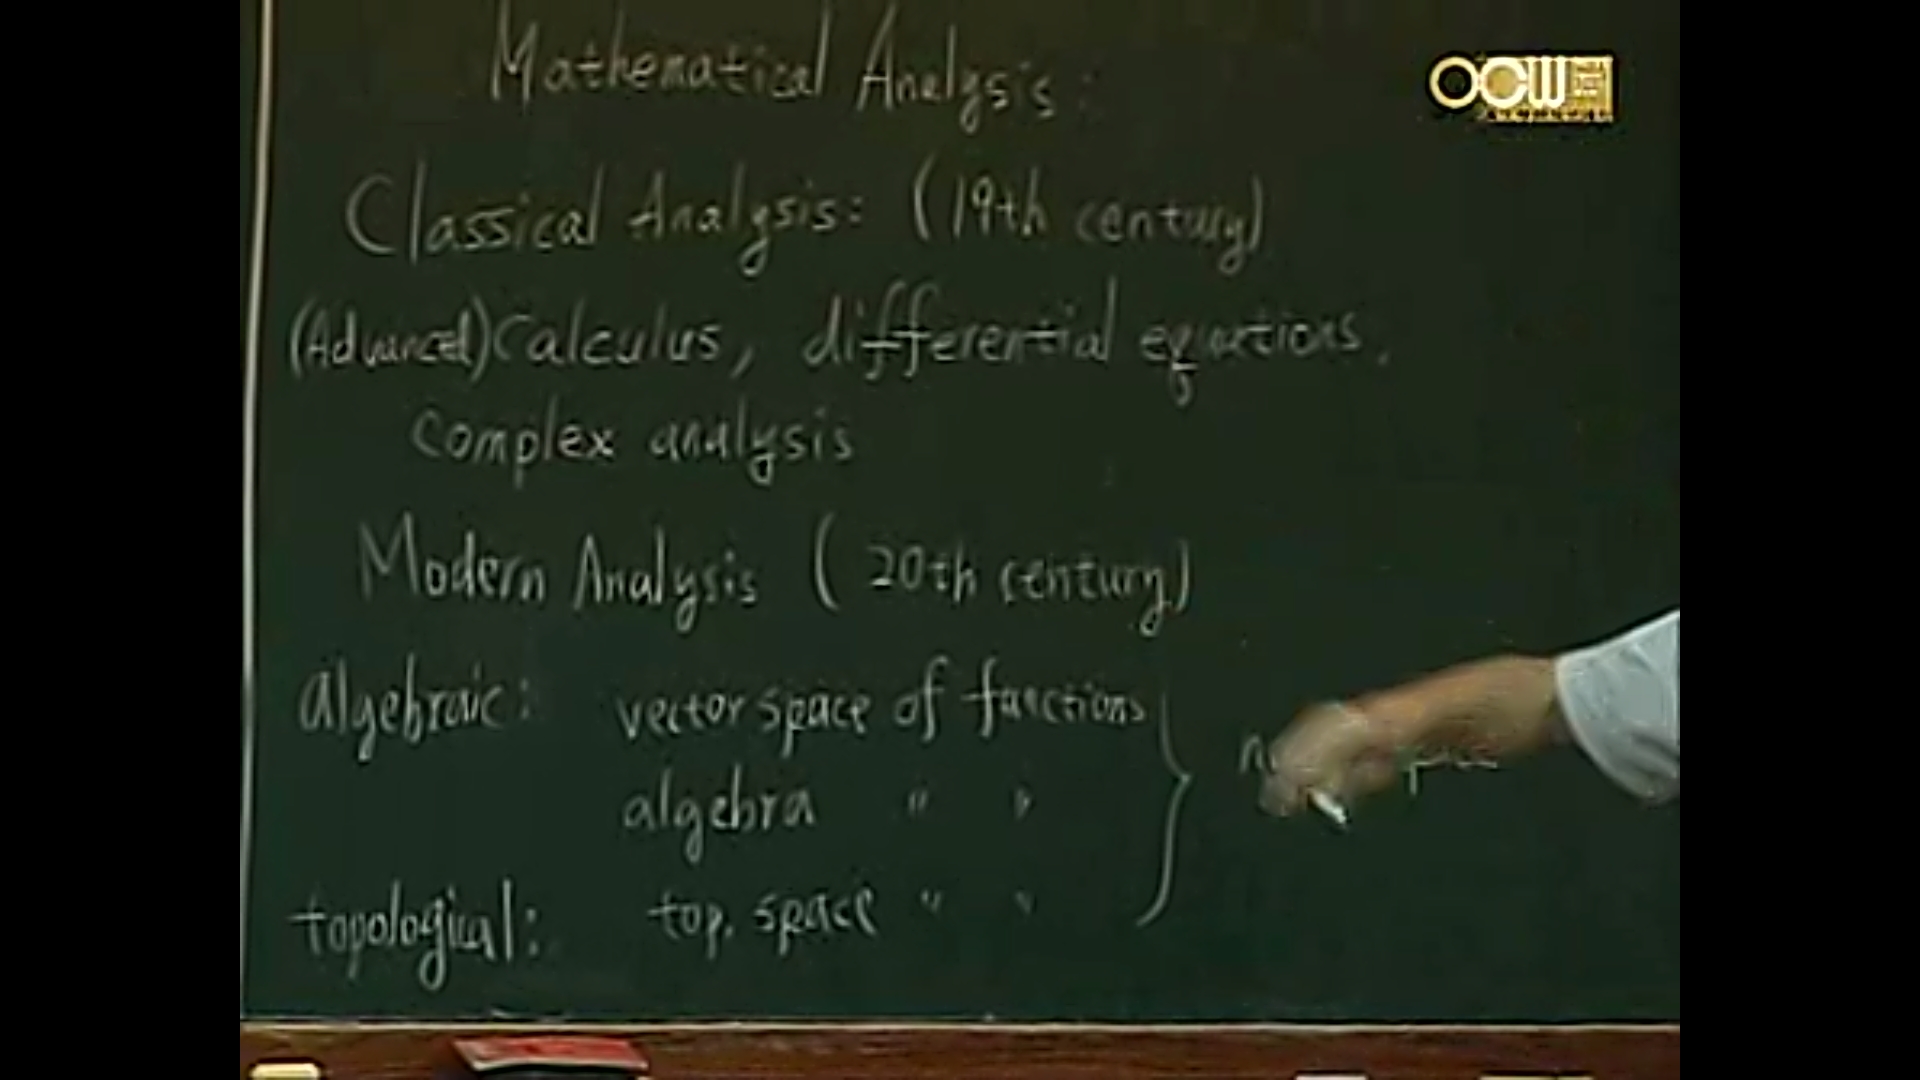 Mathematical Analysis:
OCW
Classical Analysis: (19th century)
(Advanced) Calculus, differential equations,
complex analysis
Modern Analysis (20th century)
algebraic: vector space of functions
algebra " "
topological: top. space " "